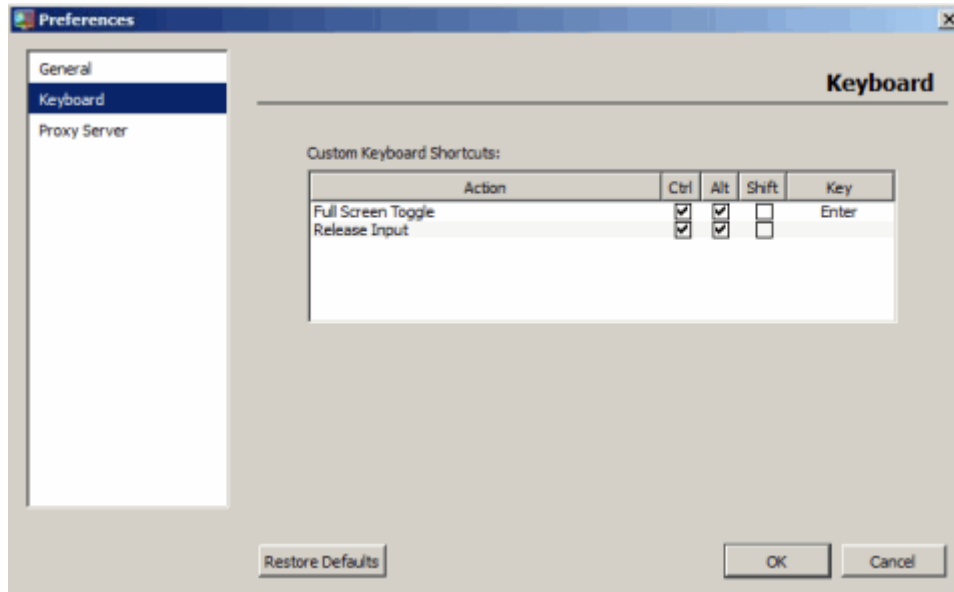 Preferences
General
Keyboard
Proxy Server
Keyboard
Custom Keyboard Shortcuts:
Action Ctrl Alt Shift Key
Full Screen Toggle Enter
Release Input
Restore Defaults OK Cancel